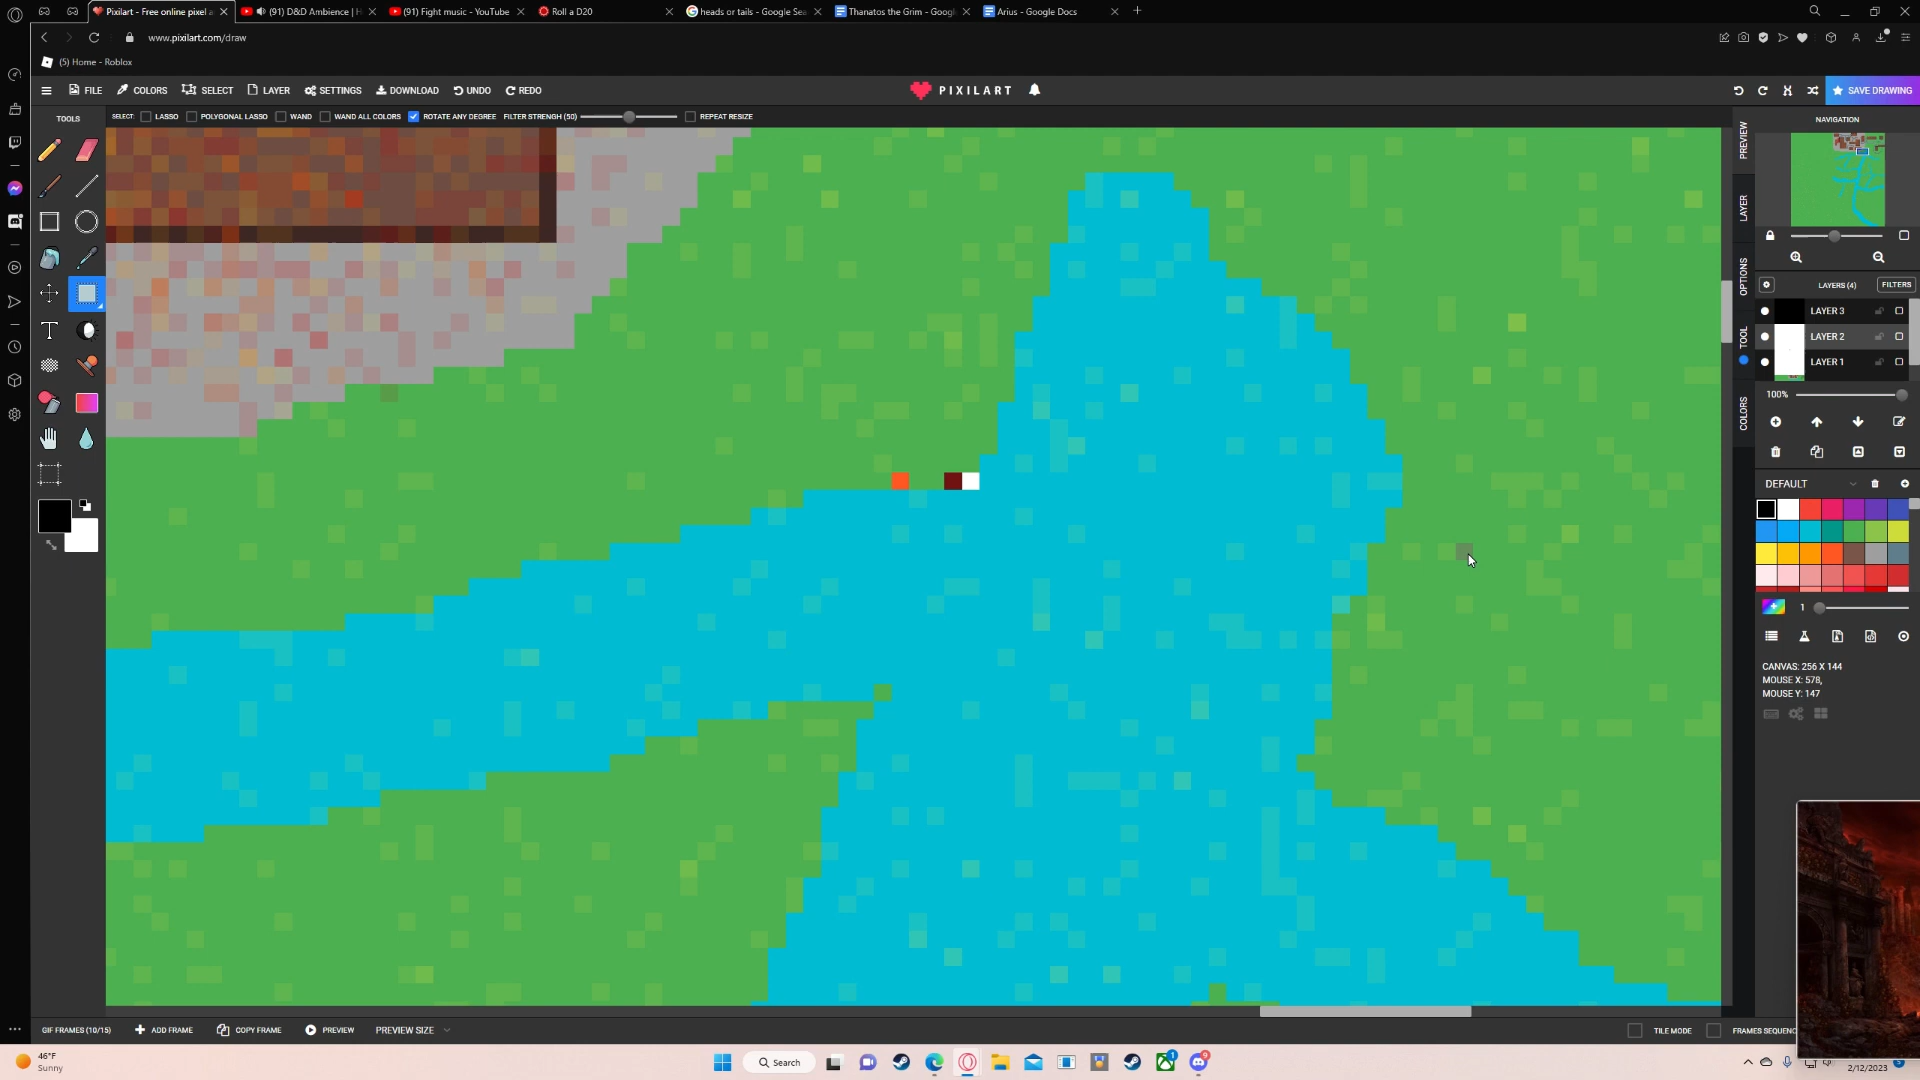 Pixilart - Free online pixel a
(91) D&D Ambience | H
(91) Fight music - YouTube
Roll a D20
heads or tails - Google Sea
Thanatos the Grim - Googl
Arius - Google Docs
www.pixilart.com/draw
(5) Home - Roblox
FILE
COLORS
SELECT
LAYER
SETTINGS
DOWNLOAD
UNDO
REDO
PIXILART
SAVE DRAWING
TOOLS
SELECT:
LASSO
POLYGONAL LASSO
WAND
WAND ALL COLORS
ROTATE ANY DEGREE
FILTER STRENGH (50)
REPEAT RESIZE
NAVIGATION
PREVIEW
LAYER
OPTIONS
TOOL
COLORS
LAYERS (4)
FILTERS
LAYER 3
LAYER 2
LAYER 1
100%
DEFAULT
1
CANVAS: 256 X 144
MOUSE X: 578,
MOUSE Y: 147
GIF FRAMES (10/15)
ADD FRAME
COPY FRAME
PREVIEW
PREVIEW SIZE
TILE MODE
FRAMES SEQUENC
46°F
Sunny
Search
1
9
2/12/2023